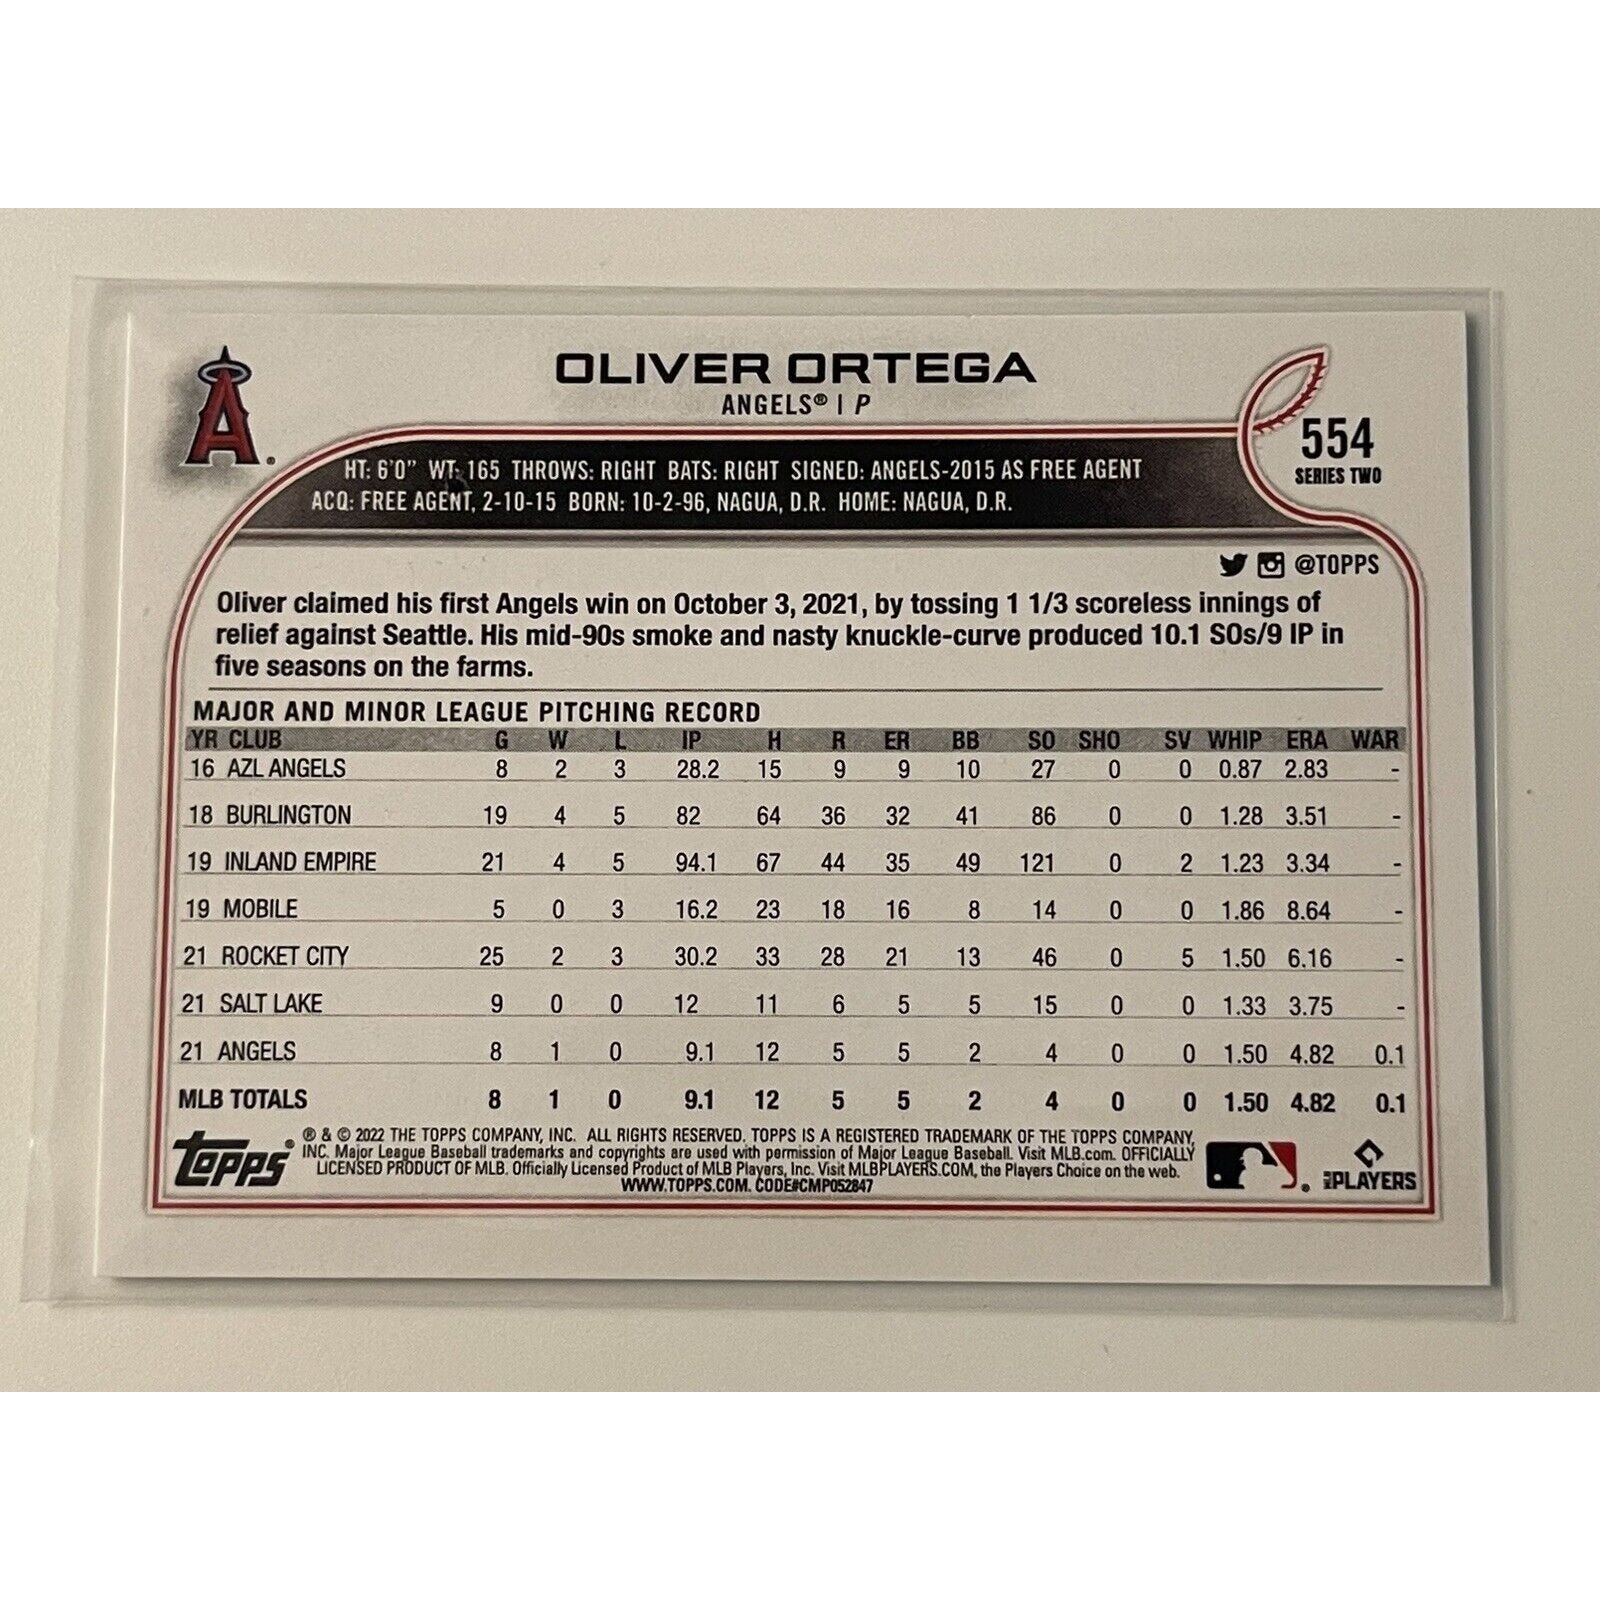 A®
OLIVER ORTEGA
ANGELS® | P
554
SERIES TWO
HT: 6'0" WT: 165 THROWS: RIGHT BATS: RIGHT SIGNED: ANGELS-2015 AS FREE AGENT
ACQ: FREE AGENT, 2-10-15 BORN: 10-2-96, NAGUA, D.R. HOME: NAGUA, D.R.
@TOPPS
Oliver claimed his first Angels win on October 3, 2021, by tossing 1 1/3 scoreless innings of
relief against Seattle. His mid-90s smoke and nasty knuckle-curve produced 10.1 SOs/9 IP in
five seasons on the farms.
MAJOR AND MINOR LEAGUE PITCHING RECORD
YR CLUB G W L IP H R ER BB SO SHO SV WHIP ERA WAR
16 AZL ANGELS 8 2 3 28.2 15 9 9 10 27 0 0 0.87 2.83 -
18 BURLINGTON 19 4 5 82 64 36 32 41 86 0 0 1.28 3.51 -
19 INLAND EMPIRE 21 4 5 94.1 67 44 35 49 121 0 2 1.23 3.34 -
19 MOBILE 5 0 3 16.2 23 18 16 8 14 0 0 1.86 8.64 -
21 ROCKET CITY 25 2 3 30.2 33 28 21 13 46 0 5 1.50 6.16 -
21 SALT LAKE 9 0 0 12 11 6 5 5 15 0 0 1.33 3.75 -
21 ANGELS 8 1 0 9.1 12 5 5 2 4 0 0 1.50 4.82 0.1
MLB TOTALS 8 1 0 9.1 12 5 5 2 4 0 0 1.50 4.82 0.1
Topps®
® & © 2022 THE TOPPS COMPANY, INC. ALL RIGHTS RESERVED. TOPPS IS A REGISTERED TRADEMARK OF THE TOPPS COMPANY,
INC. Major League Baseball trademarks and copyrights are used with permission of Major League Baseball. Visit MLB.com. OFFICIALLY
LICENSED PRODUCT OF MLB. Officially Licensed Product of MLB Players, Inc. Visit MLBPLAYERS.COM, the Players Choice on the web.
WWW.TOPPS.COM. CODE#CMP052847
PLAYERS